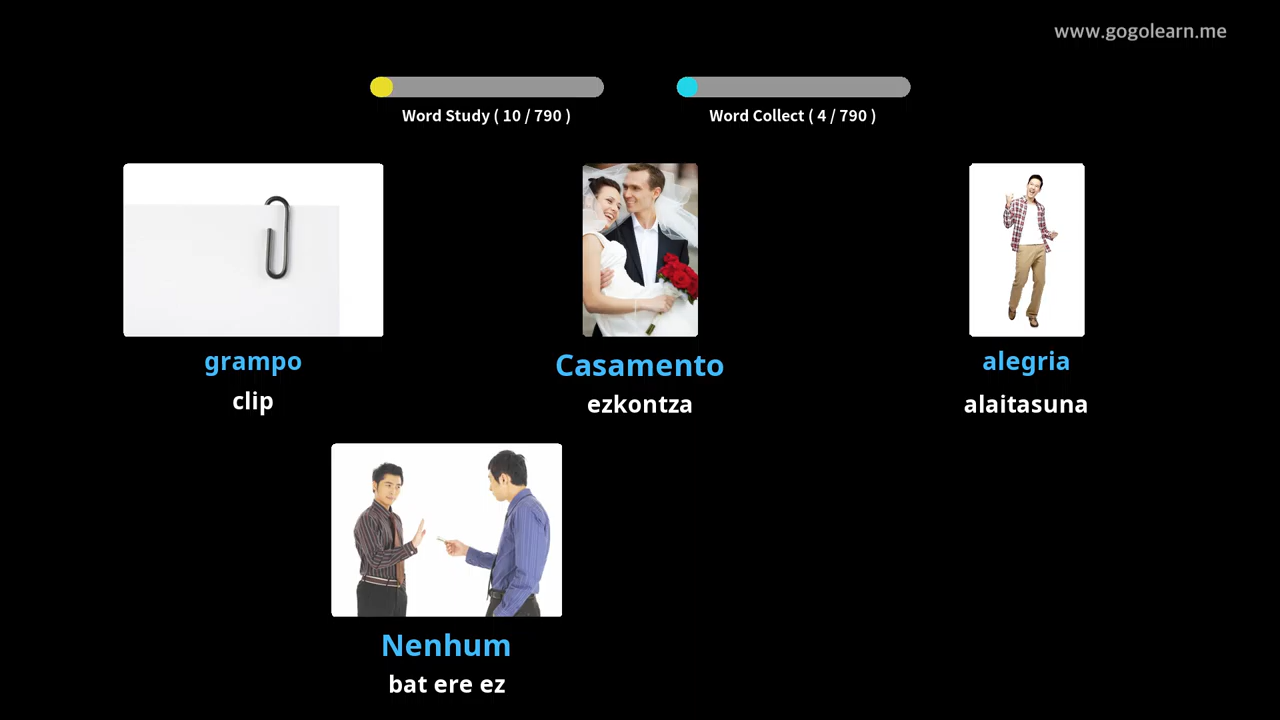 www.gogolearn.me
Word Study ( 10 / 790 )
Word Collect ( 4 / 790 )
grampo
clip
Casamento
ezkontza
alegria
alaitasuna
Nenhum
bat ere ez